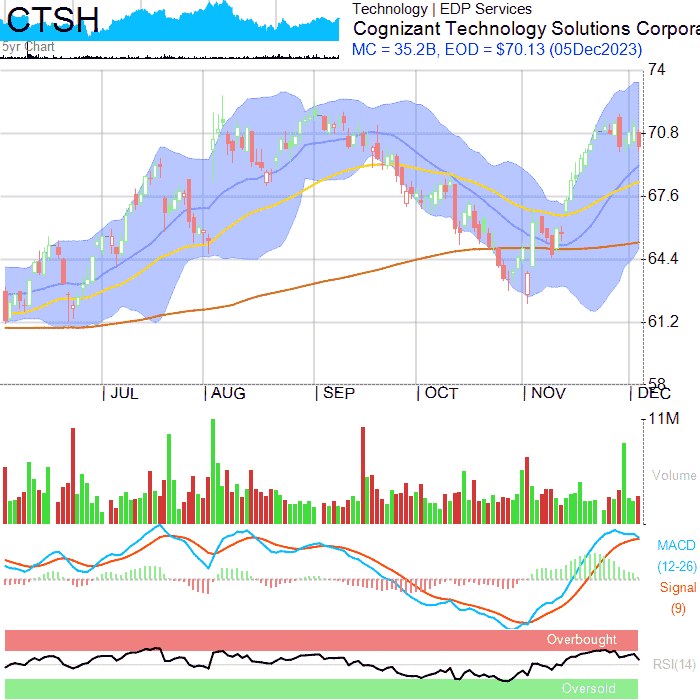 CTSH
5yr Chart
Technology | EDP Services
Cognizant Technology Solutions Corpora
MC = 35.2B, EOD = $70.13 (05Dec2023)
74
70.8
67.6
64.4
61.2
58
JUL AUG SEP OCT NOV DEC
11M
Volume
MACD
(12-26)
Signal
(9)
Overbought
RSI(14)
Oversold